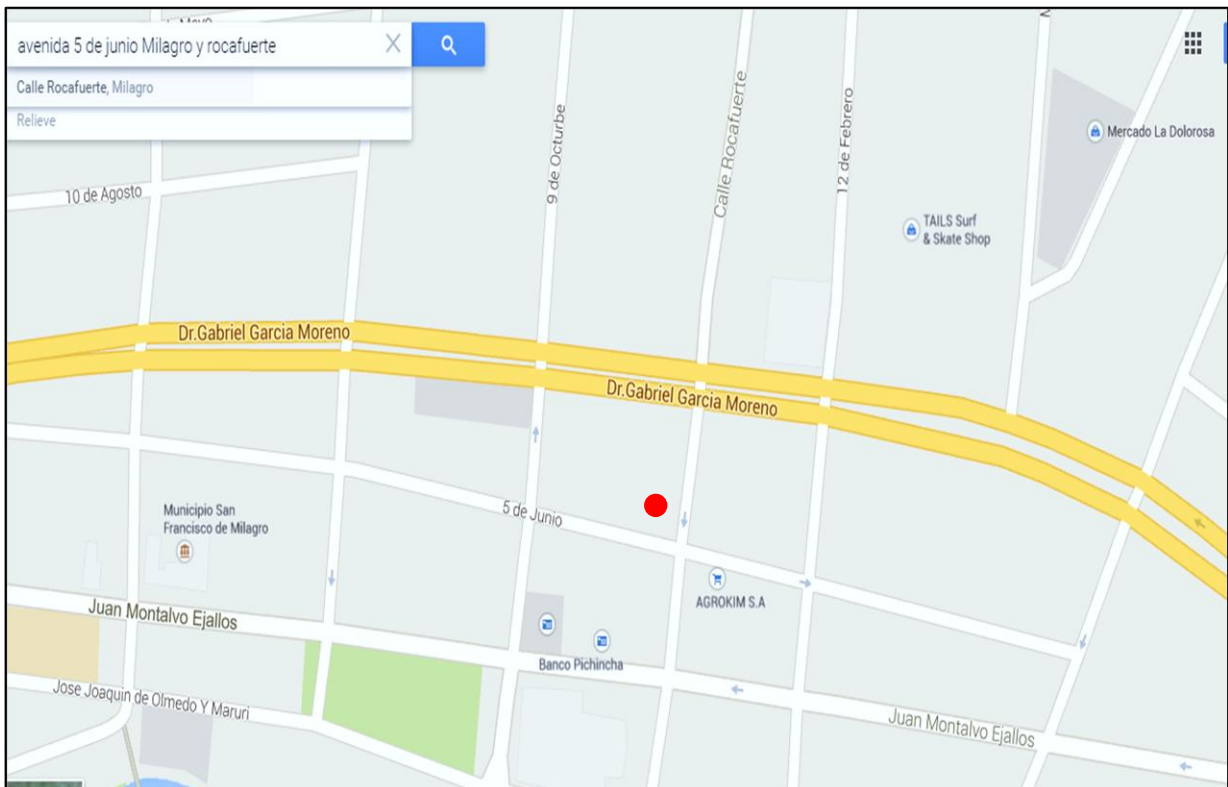 avenida 5 de junio Milagro y rocafuerte
Calle Rocafuerte, Milagro
Relieve
10 de Agosto
9 de Octurbe
Calle Rocafuerte
12 de Febrero
Mercado La Dolorosa
TAILS Surf
& Skate Shop
Dr.Gabriel Garcia Moreno
Dr.Gabriel Garcia Moreno
5 de Junio
Municipio San
Francisco de Milagro
AGROKIM S.A
Juan Montalvo Ejallos
Banco Pichincha
Jose Joaquin de Olmedo Y Maruri
Juan Montalvo Ejallos